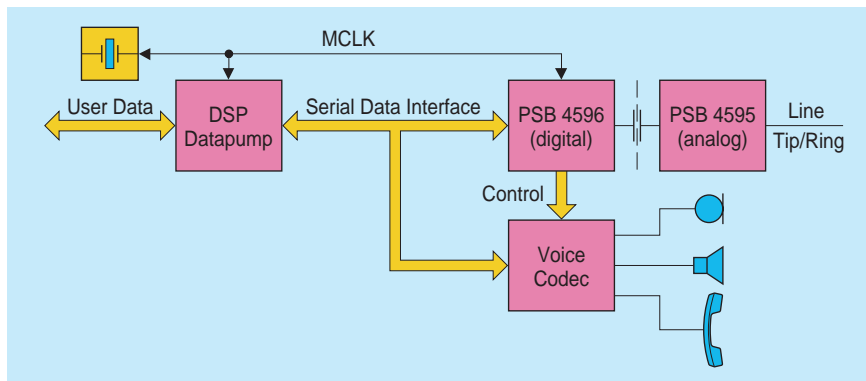 MCLK
User Data
DSP
Datapump
Serial Data Interface
PSB 4596
(digital)
PSB 4595
(analog)
Line
Tip/Ring
Control
Voice
Codec